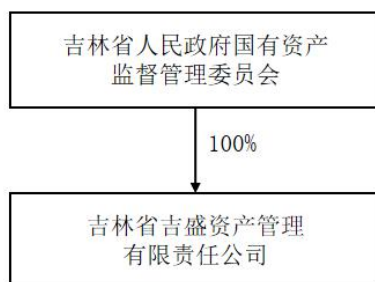 吉林省人民政府国有资产
监督管理委员会
100%
吉林省吉盛资产管理
有限责任公司